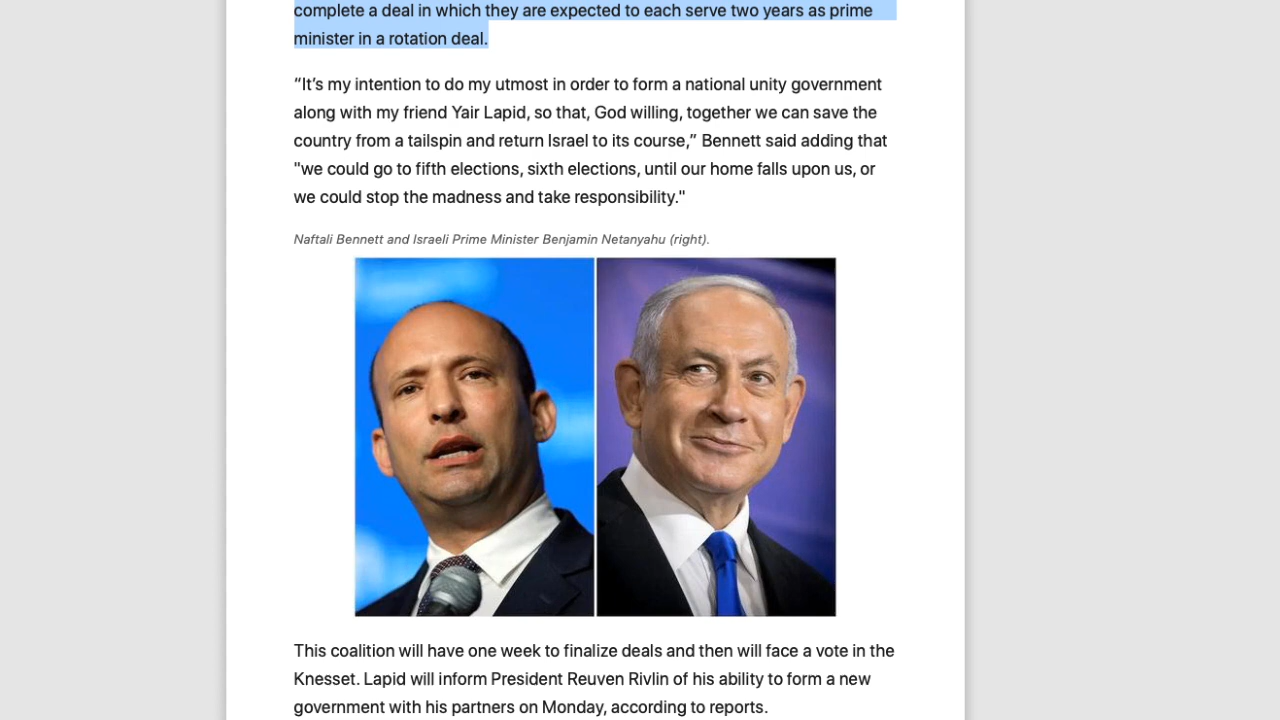 complete a deal in which they are expected to each serve two years as prime
minister in a rotation deal.
“It’s my intention to do my utmost in order to form a national unity government
along with my friend Yair Lapid, so that, God willing, together we can save the
country from a tailspin and return Israel to its course,” Bennett said adding that
"we could go to fifth elections, sixth elections, until our home falls upon us, or
we could stop the madness and take responsibility."
Naftali Bennett and Israeli Prime Minister Benjamin Netanyahu (right).
This coalition will have one week to finalize deals and then will face a vote in the
Knesset. Lapid will inform President Reuven Rivlin of his ability to form a new
government with his partners on Monday, according to reports.